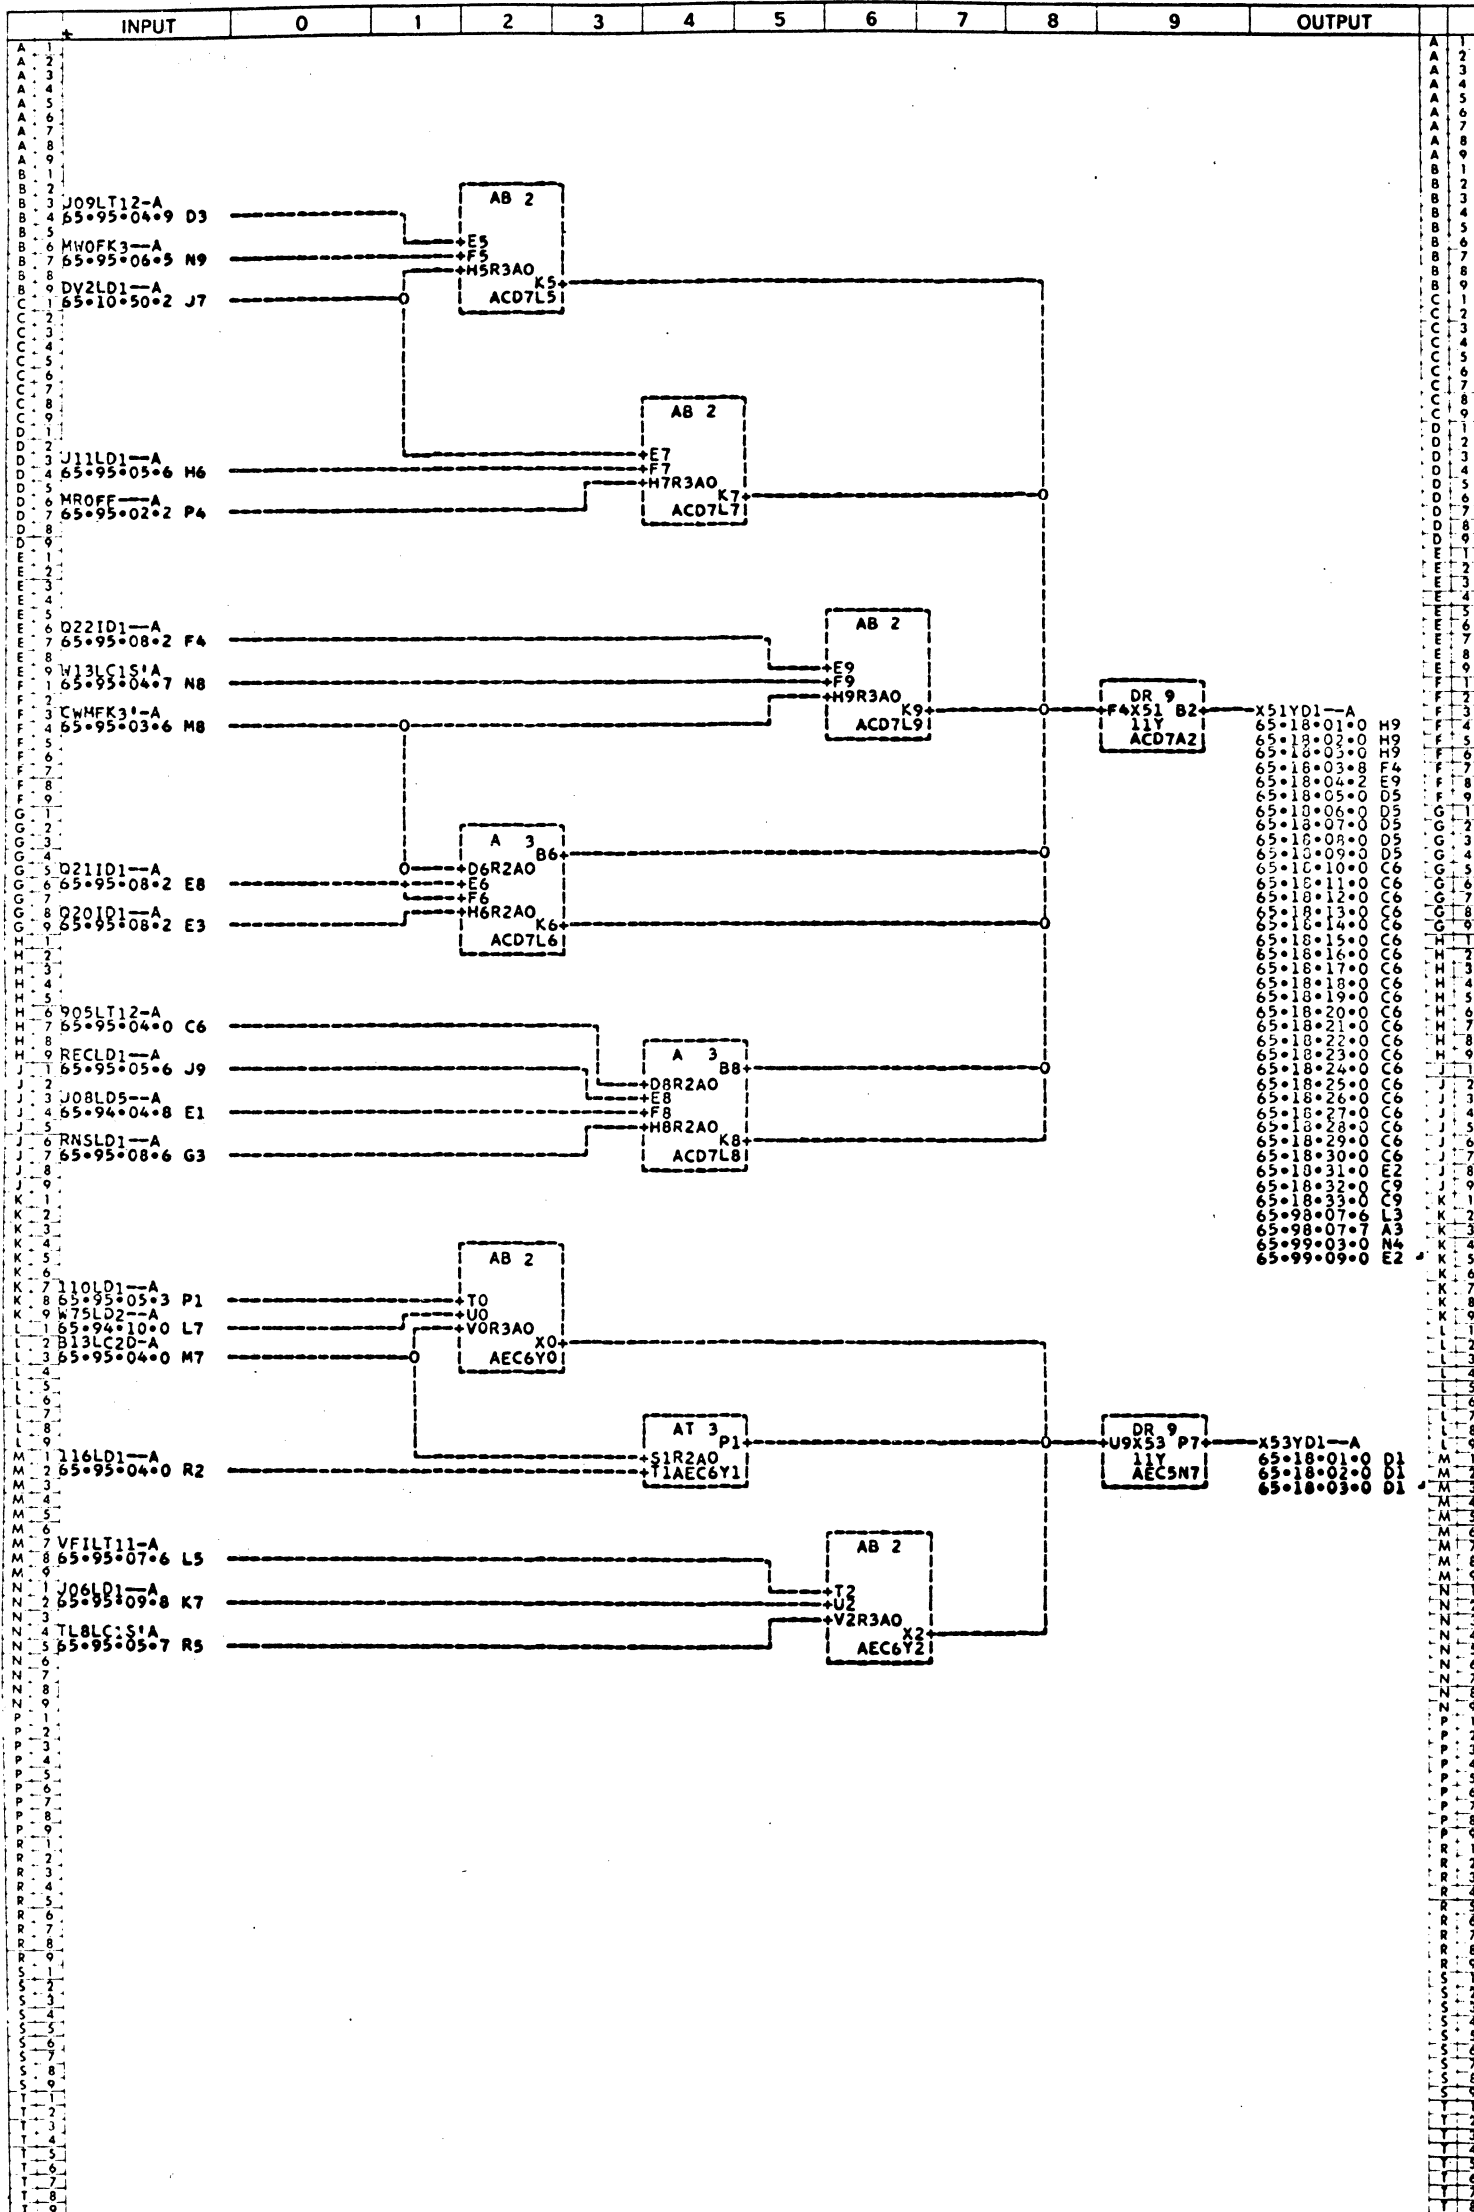 INPUT 0 1 2 3 4 5 6 7 8 9 OUTPUT
J09LT12-A
65•95•04•9 D3
MWOFK3--A
65•95•06•5 N9
DV2LD1--A
65•10•50•2 J7
AB 2
E5
F5
H5R3AO
K5
ACD7L5
J11LD1--A
65•95•05•6 H6
MROFF---A
65•95•02•2 P4
AB 2
E7
F7
H7R3AO
K7
ACD7L7
Q22ID1--A
65•95•08•2 F4
W13LC1S'A
65•95•04•7 N8
CWMFK3'-A
65•95•03•6 M8
AB 2
E9
F9
H9R3AO
K9
ACD7L9
DR 9
F4X51 B2
11Y
ACD7A2
X51YD1--A
65•18•01•0 H9
65•18•02•0 H9
65•18•03•0 H9
65•18•03•8 F4
65•18•04•2 E9
65•18•05•0 D5
65•18•06•0 D5
65•18•07•0 D5
65•18•08•0 D5
65•18•09•0 D5
65•18•10•0 C6
65•18•11•0 C6
65•18•12•0 C6
65•18•13•0 C6
65•18•14•0 C6
65•18•15•0 C6
65•18•16•0 C6
65•18•17•0 C6
65•18•18•0 C6
65•18•19•0 C6
65•18•20•0 C6
65•18•21•0 C6
65•18•22•0 C6
65•18•23•0 C6
65•18•24•0 C6
65•18•25•0 C6
65•18•26•0 C6
65•18•27•0 C6
65•18•28•0 C6
65•18•29•0 C6
65•18•30•0 C6
65•18•31•0 E2
65•18•32•0 C9
65•18•33•0 C9
65•98•07•6 L3
65•98•07•7 A3
65•99•03•0 N4
65•99•09•0 E2
Q21ID1--A
65•95•08•2 E8
Q20ID1--A
65•95•08•2 E3
A 3
B6
D6R2AO
E6
F6
H6R2AO
K6
ACD7L6
905LT12-A
65•95•04•0 C6
RECLD1--A
65•95•05•6 J9
J08LD5--A
65•94•04•8 E1
RNSLD1--A
65•95•08•6 G3
A 3
B8
D8R2AO
E8
F8
H8R2AO
K8
ACD7L8
110LD1--A
65•95•05•3 P1
W75LD2--A
65•94•10•0 L7
B13LC2D-A
65•95•04•0 M7
AB 2
T0
U0
V0R3AO
X0
AEC6Y0
116LD1--A
65•95•04•0 R2
AT 3
P1
S1R2AO
T1AEC6Y1
DR 9
U9X53 P7
11Y
AEC5N7
X53YD1--A
65•18•01•0 D1
65•18•02•0 D1
65•18•03•0 D1
VFILT11-A
65•95•07•6 L5
J06LD1--A
65•95•09•8 K7
TL8LC1S'A
65•95•05•7 R5
AB 2
T2
U2
V2R3AO
X2
AEC6Y2